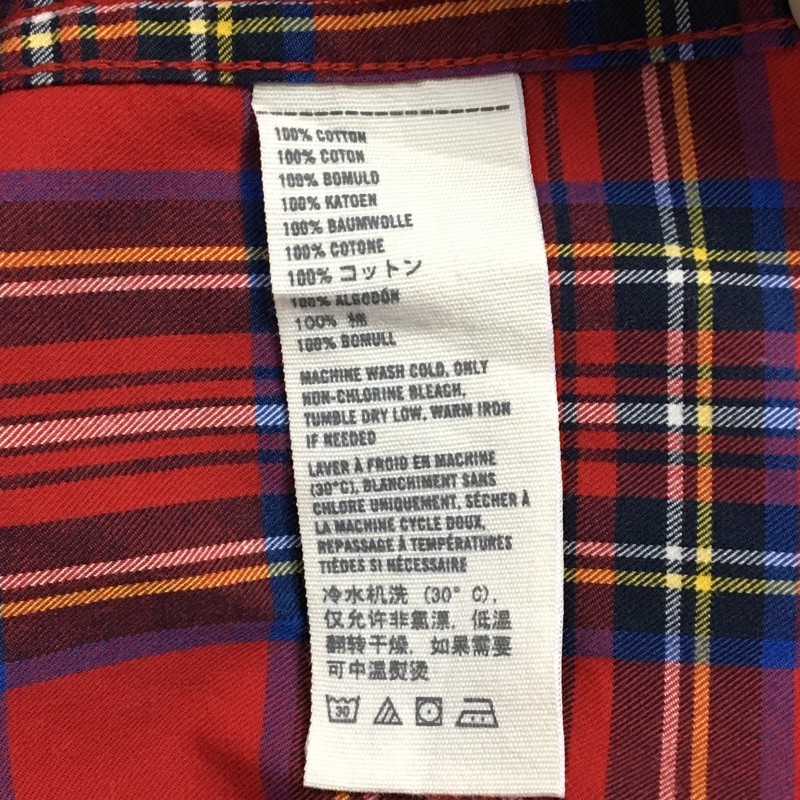 100% COTTON
100% COTON
100% BOMULD
100% KATOEN
100% BAUMWOLLE
100% COTONE
100% コットン
100% ALGODÓN
100% 棉
100% BOMULL
MACHINE WASH COLD, ONLY
NON-CHLORINE BLEACH,
TUMBLE DRY LOW, WARM IRON
IF NEEDED
LAVER À FROID EN MACHINE
(30°C), BLANCHIMENT SANS
CHLORE UNIQUEMENT, SÉCHER À
LA MACHINE CYCLE DOUX,
REPASSAGE À TEMPÉRATURES
TIÈDES SI NÉCESSAIRE
冷水机洗 (30° C),
仅允许非氯漂, 低温
翻转干燥, 如果需要
可中温熨烫
30